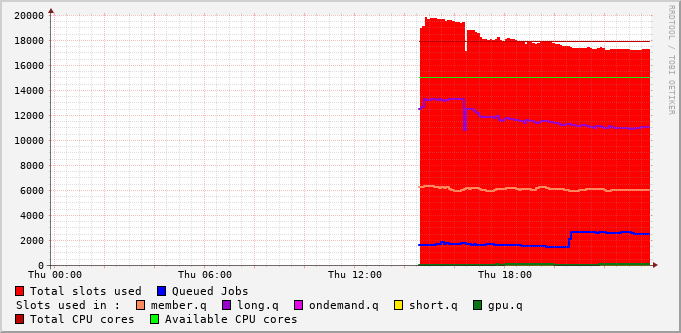 20000
18000
16000
14000
12000
10000
8000
6000
4000
2000
0
Thu 00:00 Thu 06:00 Thu 12:00 Thu 18:00
RRDTOOL / TOBI OETIKER
Total slots used Queued Jobs
Slots used in : member.q long.q ondemand.q short.q gpu.q
Total CPU cores Available CPU cores